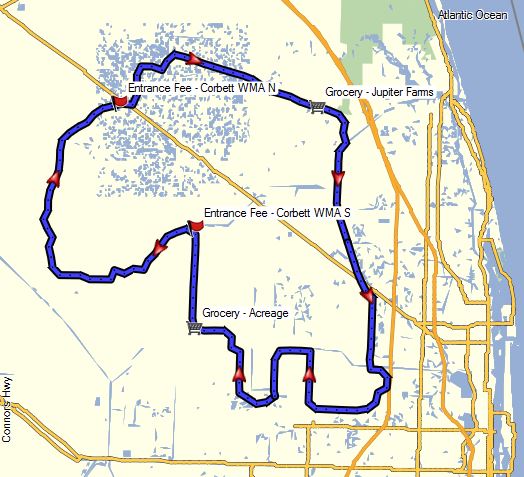 Atlantic Ocean
Entrance Fee - Corbett WMA N
Grocery - Jupiter Farms
Entrance Fee - Corbett WMA S
Grocery - Acreage
Connors Hwy